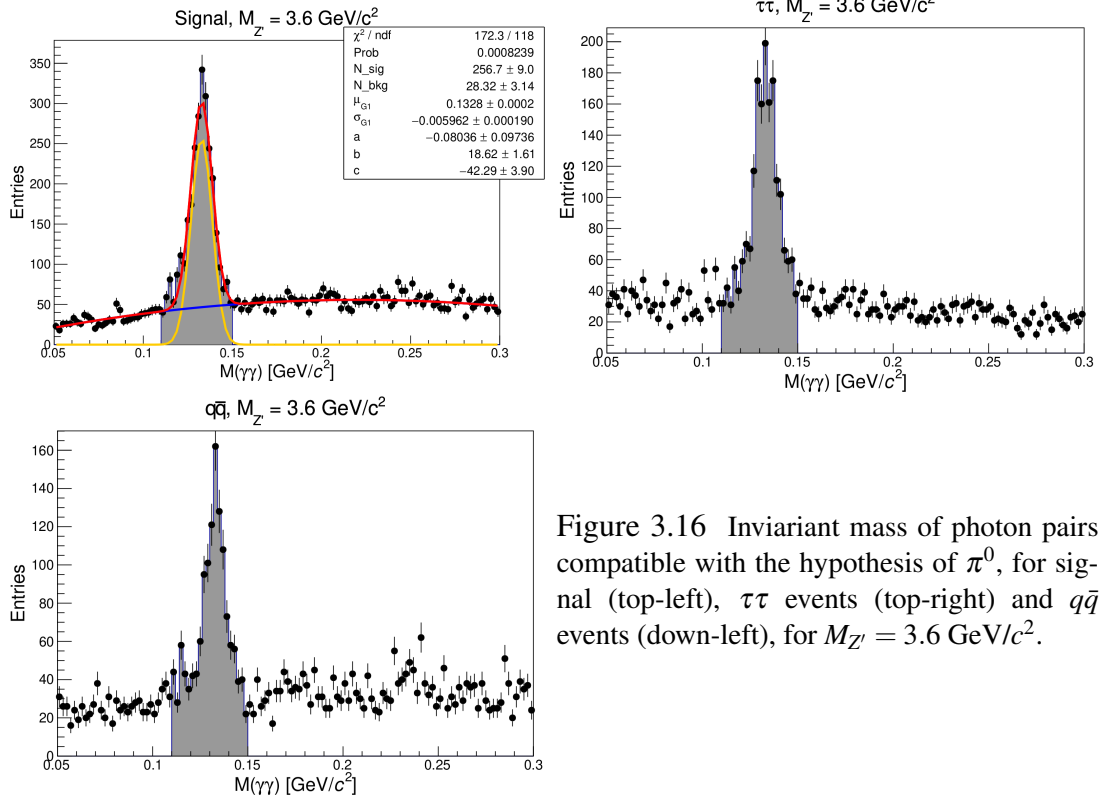 Signal, M_Z' = 3.6 GeV/c²
χ² / ndf 172.3 / 118
Prob 0.0008239
N_sig 256.7 ± 9.0
N_bkg 28.32 ± 3.14
μ_G1 0.1328 ± 0.0002
σ_G1 −0.005962 ± 0.000190
a −0.08036 ± 0.09736
b 18.62 ± 1.61
c −42.29 ± 3.90
Entries
350
300
250
200
150
100
50
0
0.05 0.1 0.15 0.2 0.25 0.3
M(γγ) [GeV/c²]
ττ, M_Z' = 3.6 GeV/c²
Entries
200
180
160
140
120
100
80
60
40
20
0
0.05 0.1 0.15 0.2 0.25 0.3
M(γγ) [GeV/c²]
qq̄, M_Z' = 3.6 GeV/c²
Entries
160
140
120
100
80
60
40
20
0
0.05 0.1 0.15 0.2 0.25 0.3
M(γγ) [GeV/c²]
Figure 3.16 Inviariant mass of photon pairs
compatible with the hypothesis of π⁰, for sig-
nal (top-left), ττ events (top-right) and qq̄
events (down-left), for M_Z' = 3.6 GeV/c².